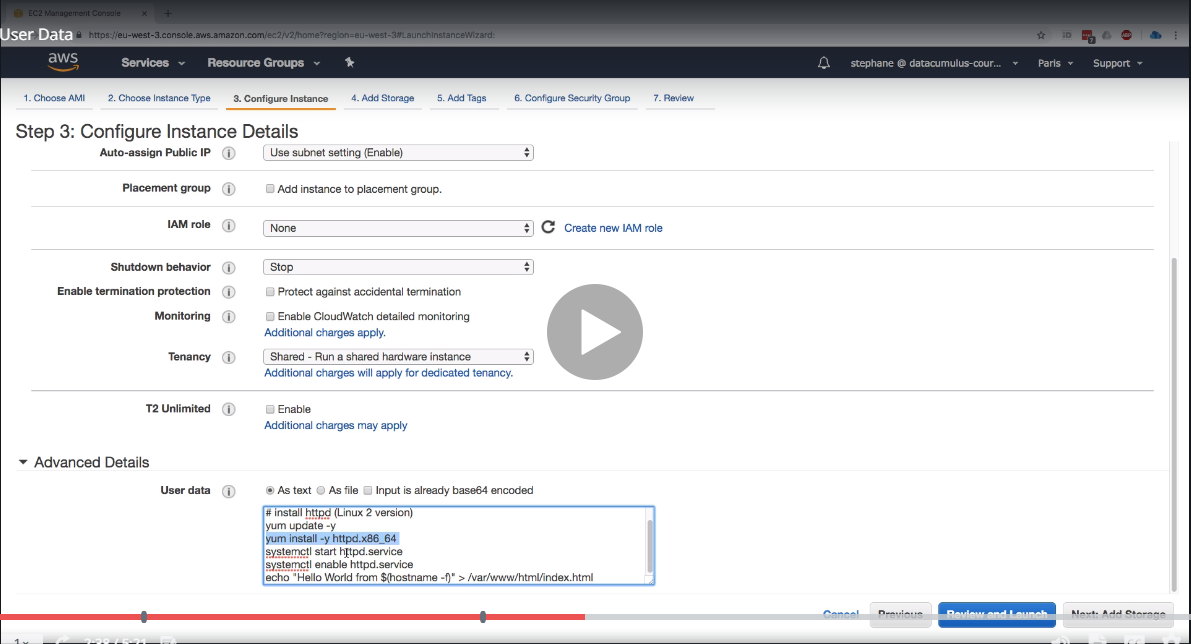 EC2 Management Console
User Data
https://eu-west-3.console.aws.amazon.com/ec2/v2/home?region=eu-west-3#LaunchInstanceWizard:
aws Services Resource Groups stephane @ datacumulus-cour... Paris Support
1. Choose AMI 2. Choose Instance Type 3. Configure Instance 4. Add Storage 5. Add Tags 6. Configure Security Group 7. Review
Step 3: Configure Instance Details
Auto-assign Public IP Use subnet setting (Enable)
Placement group Add instance to placement group.
IAM role None Create new IAM role
Shutdown behavior Stop
Enable termination protection Protect against accidental termination
Monitoring Enable CloudWatch detailed monitoring
Additional charges apply.
Tenancy Shared - Run a shared hardware instance
Additional charges will apply for dedicated tenancy.
T2 Unlimited Enable
Additional charges may apply
Advanced Details
User data As text As file Input is already base64 encoded
# install httpd (Linux 2 version)
yum update -y
yum install -y httpd.x86_64
systemctl start httpd.service
systemctl enable httpd.service
echo "Hello World from $(hostname -f)" > /var/www/html/index.html
Cancel Previous Review and Launch Next: Add Storage